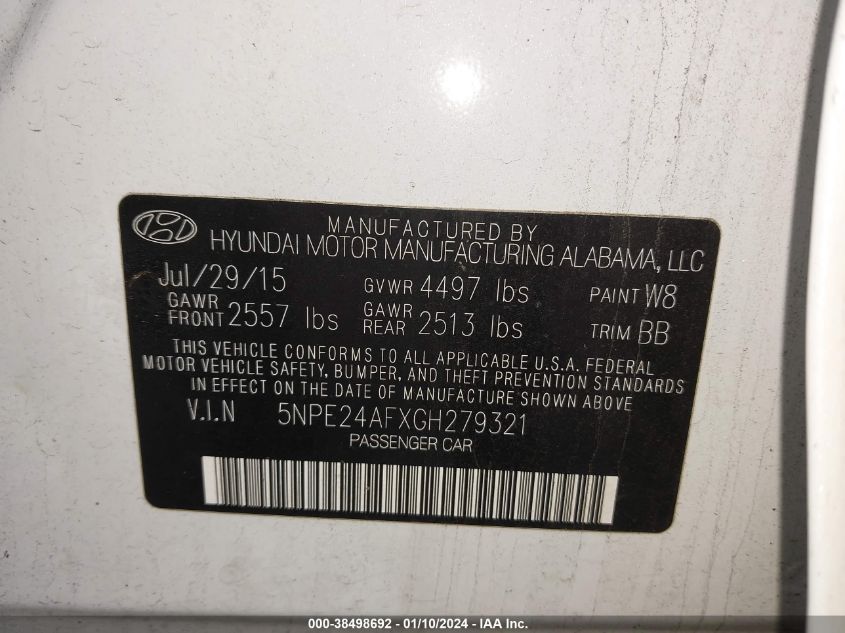 MANUFACTURED BY
HYUNDAI MOTOR MANUFACTURING ALABAMA, LLC
Jul/29/15 GVWR 4497 lbs PAINT W8
GAWR FRONT 2557 lbs GAWR REAR 2513 lbs TRIM BB
THIS VEHICLE CONFORMS TO ALL APPLICABLE U.S.A. FEDERAL
MOTOR VEHICLE SAFETY, BUMPER, AND THEFT PREVENTION STANDARDS
IN EFFECT ON THE DATE OF MANUFACTURE SHOWN ABOVE
V.I.N 5NPE24AFXGH279321
PASSENGER CAR
000-38498692 - 01/10/2024 - IAAI.COM